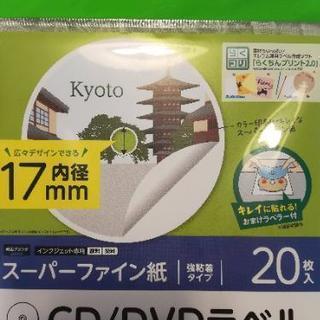 らくちんプリント2.0
Kyoto
広々デザインできる
17mm
内径
キレイに貼れる!
おまけラベラー付
インクジェット専用
スーパーファイン紙
強粘着
タイプ
20枚入
CD/DVDラベル